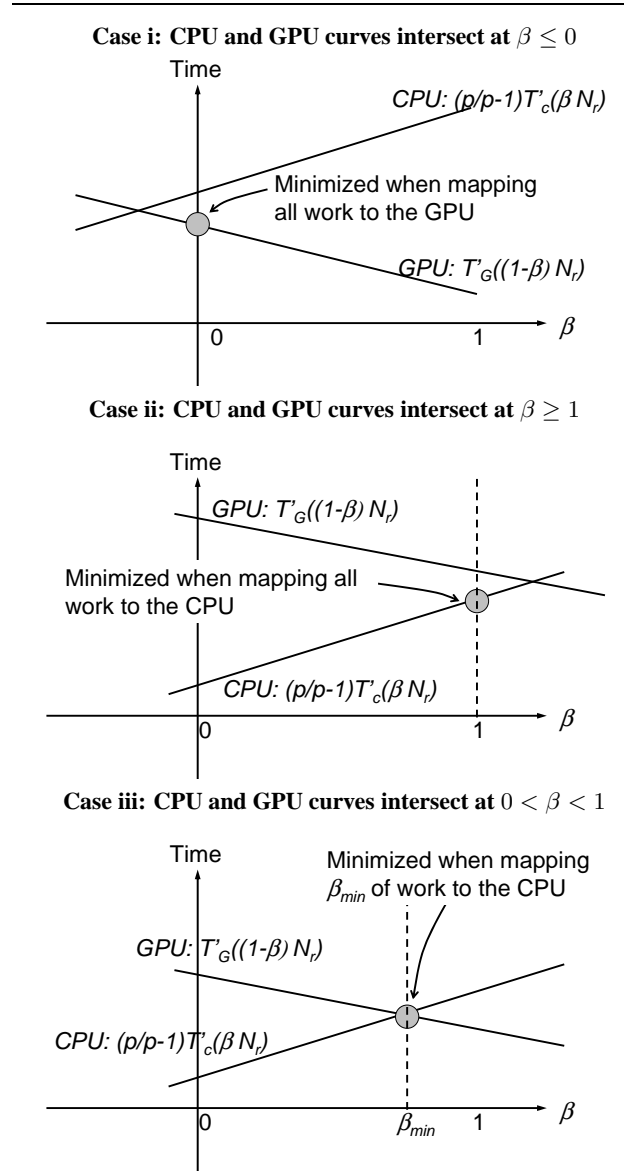 Case i: CPU and GPU curves intersect at β ≤ 0
Time
CPU: (p/p-1)T'c(β Nr)
Minimized when mapping
all work to the GPU
GPU: T'G((1-β) Nr)
0
1
β
Case ii: CPU and GPU curves intersect at β ≥ 1
Time
GPU: T'G((1-β) Nr)
Minimized when mapping all
work to the CPU
CPU: (p/p-1)T'c(β Nr)
0
1
β
Case iii: CPU and GPU curves intersect at 0 < β < 1
Time
Minimized when mapping
βmin of work to the CPU
GPU: T'G((1-β) Nr)
CPU: (p/p-1)T'c(β Nr)
0
βmin
1
β